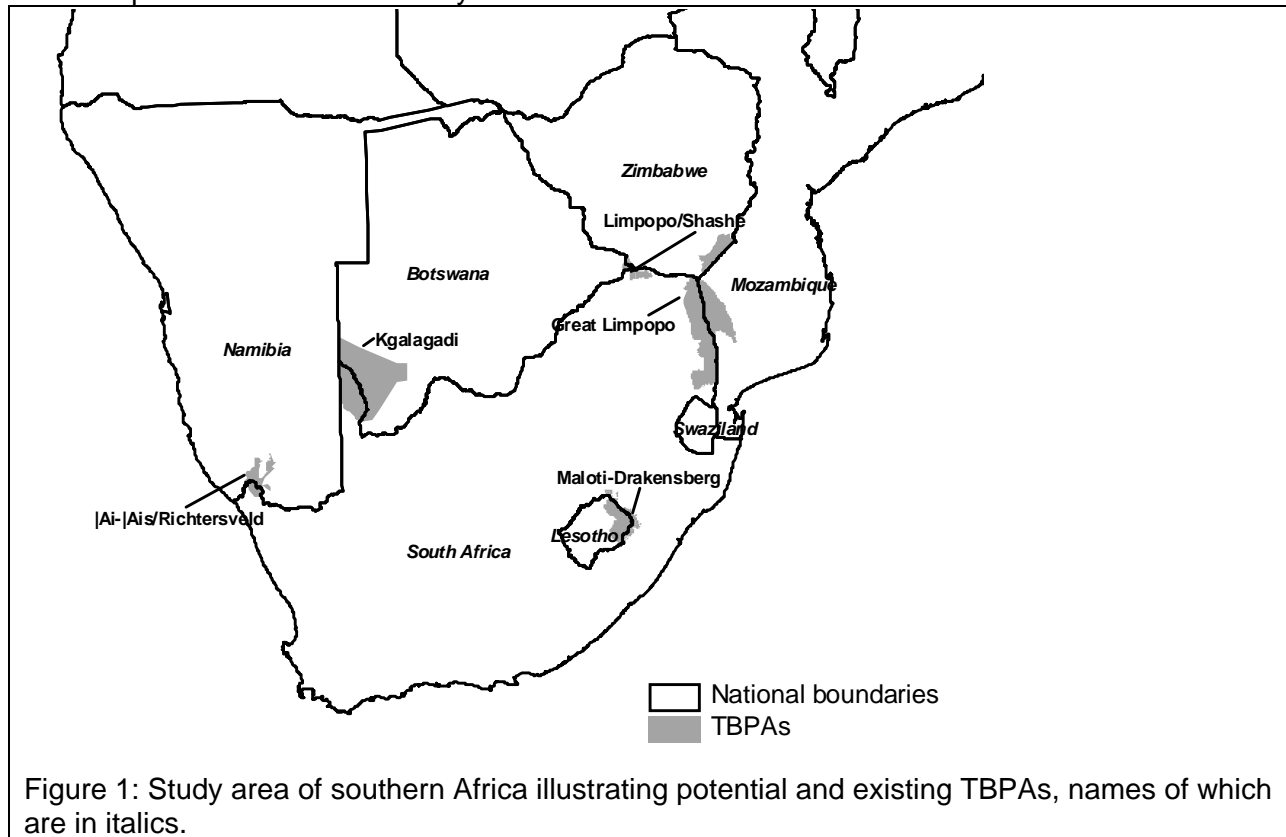 Zimbabwe
Limpopo/Shashe
Botswana
Mozambique
Great Limpopo
Kgalagadi
Namibia
Swaziland
Maloti-Drakensberg
|Ai-|Ais/Richtersveld
Lesotho
South Africa
National boundaries
TBPAs
Figure 1: Study area of southern Africa illustrating potential and existing TBPAs, names of which
are in italics.